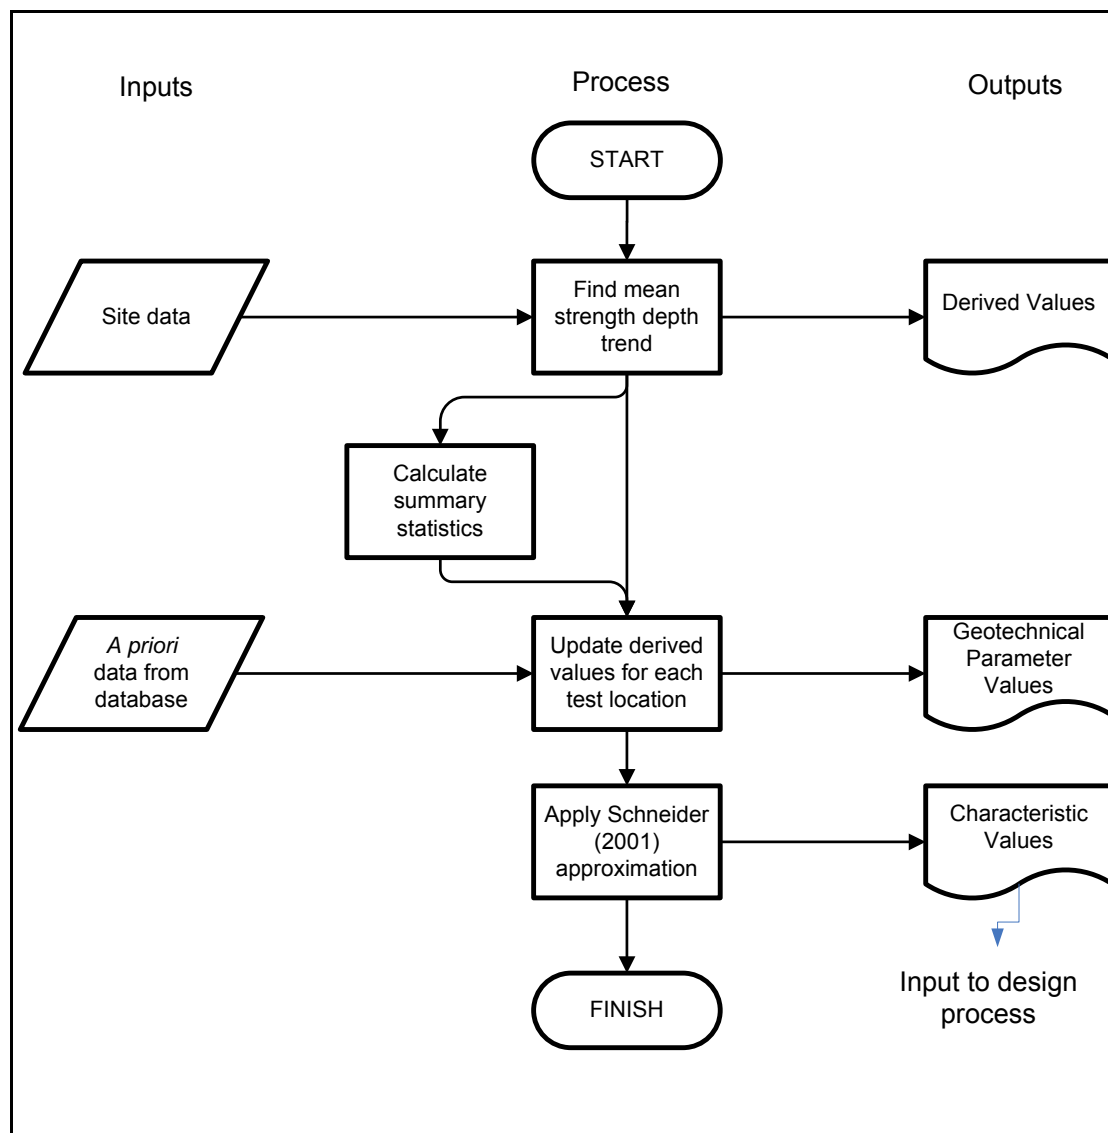 Inputs
Process
Outputs
START
Site data
Find mean
strength depth
trend
Derived Values
Calculate
summary
statistics
A priori
data from
database
Update derived
values for each
test location
Geotechnical
Parameter
Values
Apply Schneider
(2001)
approximation
Characteristic
Values
FINISH
Input to design
process